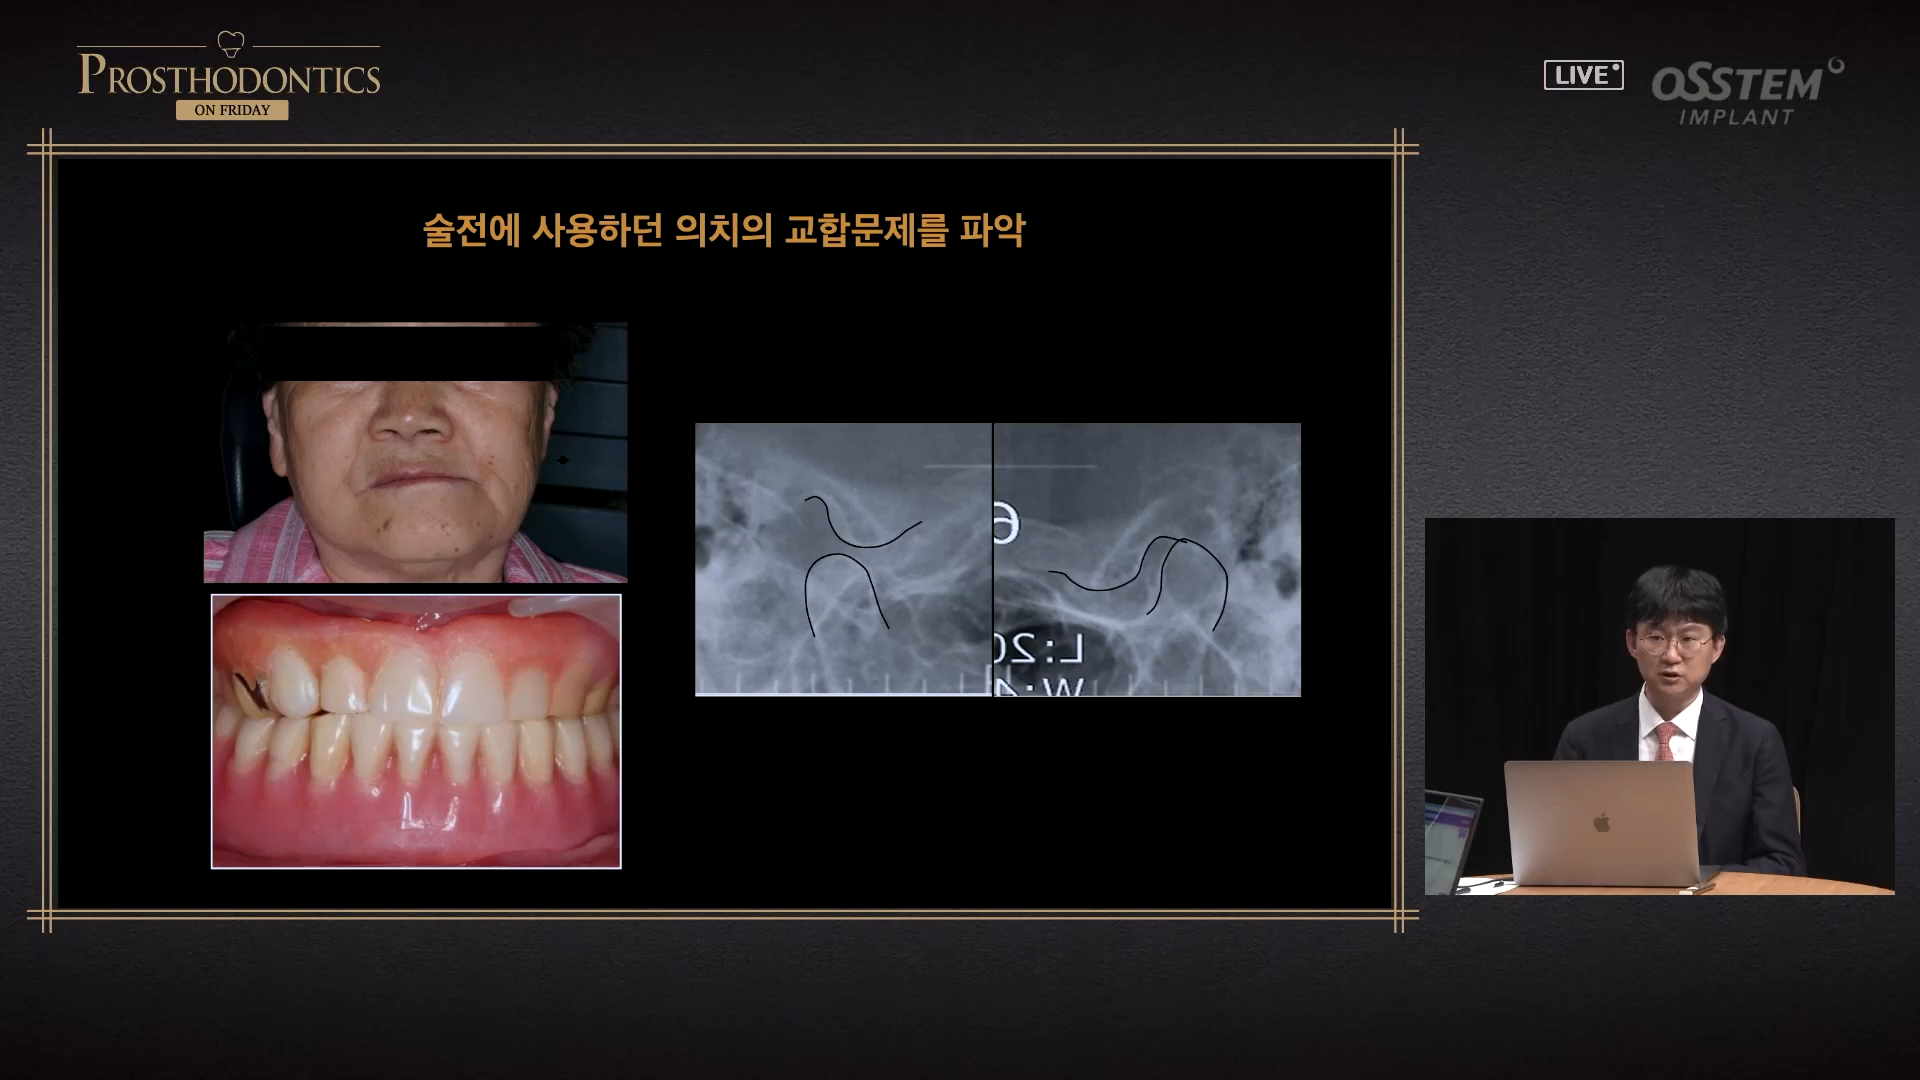 PROSTHODONTICS
ON FRIDAY
LIVE
OSSTEM
IMPLANT
술전에 사용하던 의치의 교합문제를 파악